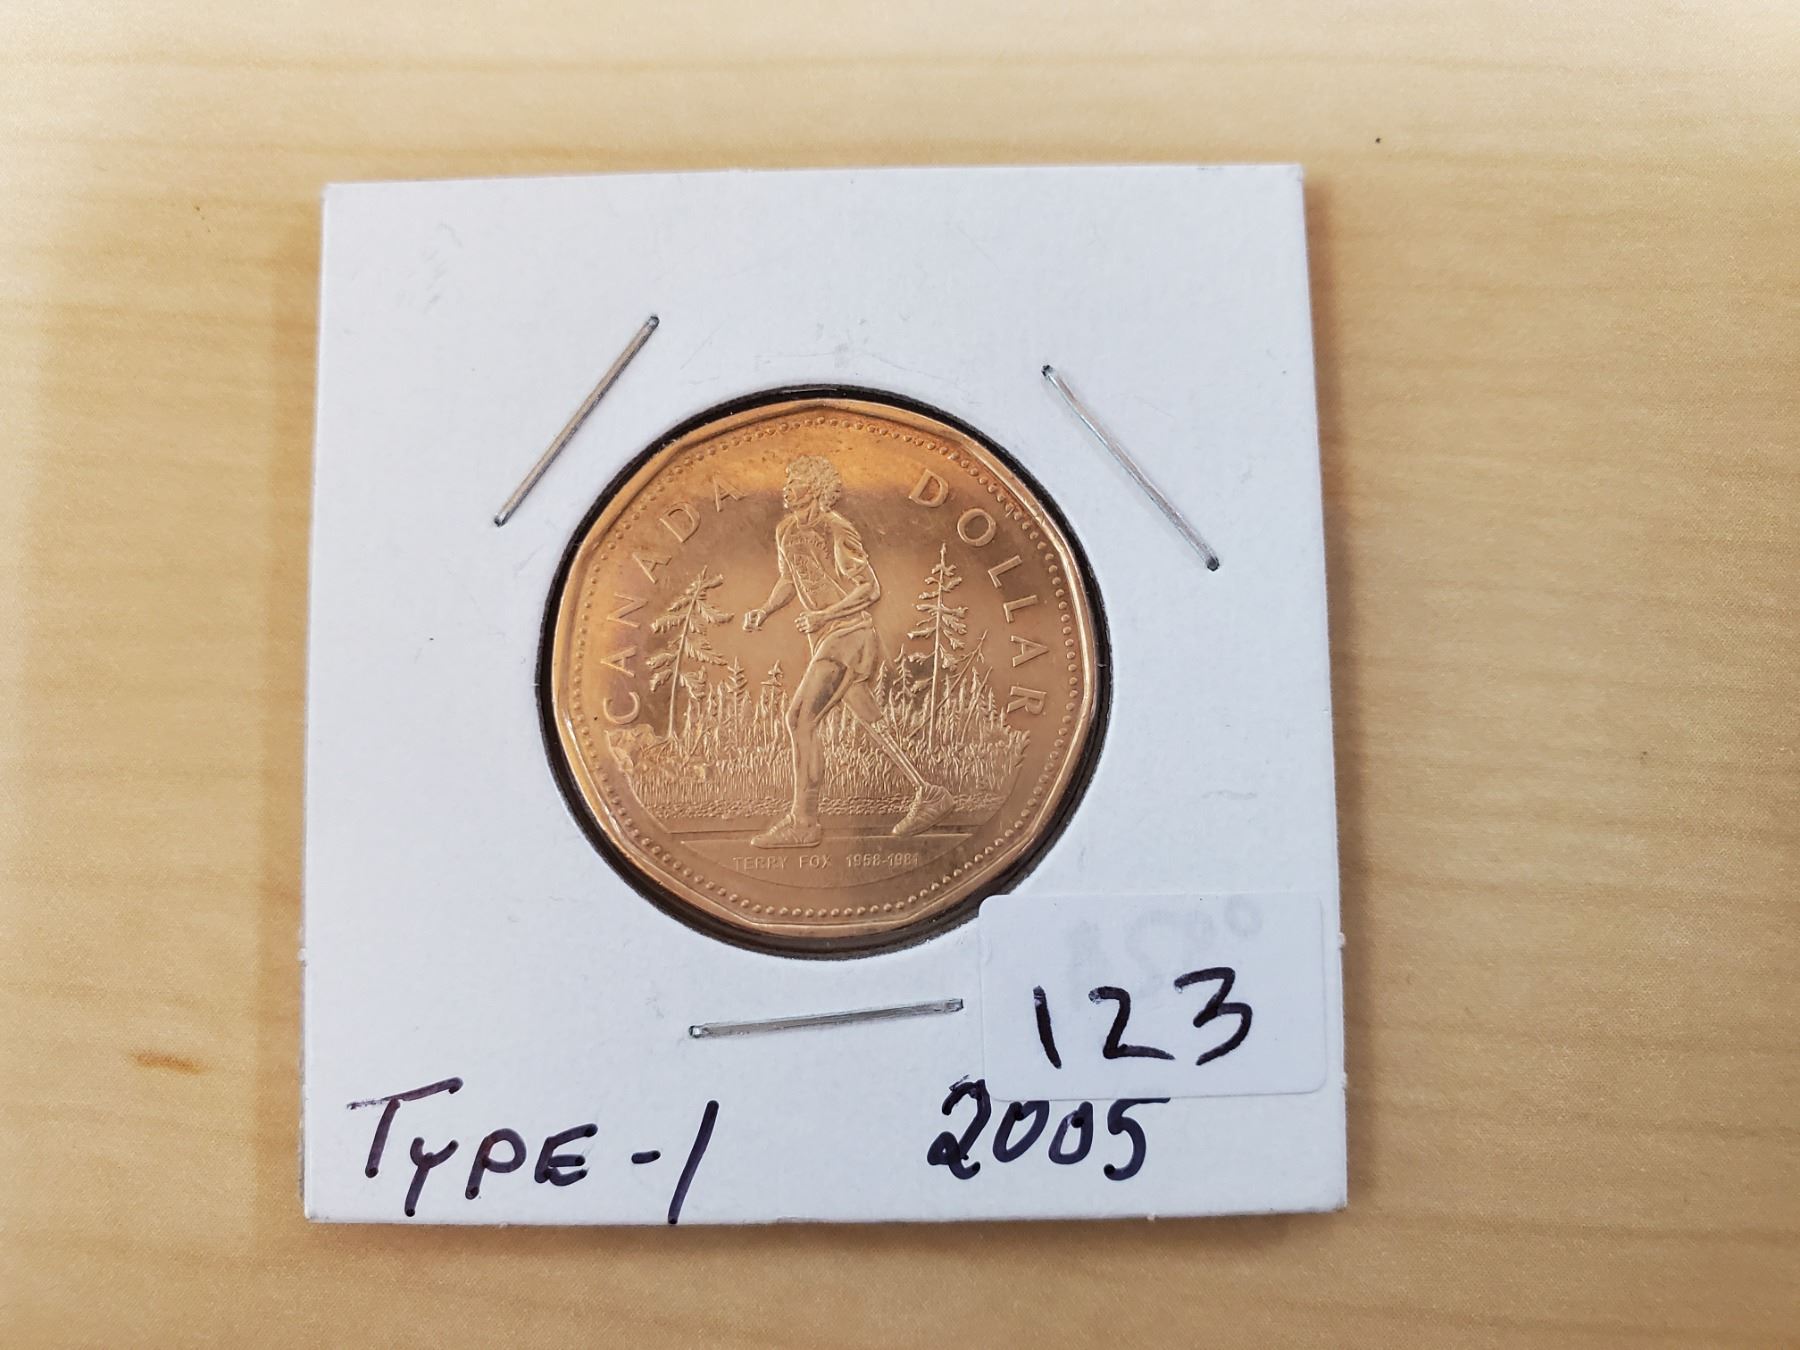 CANADA DOLLAR
TERRY FOX 1958-1981
123
TYPE-1 2005